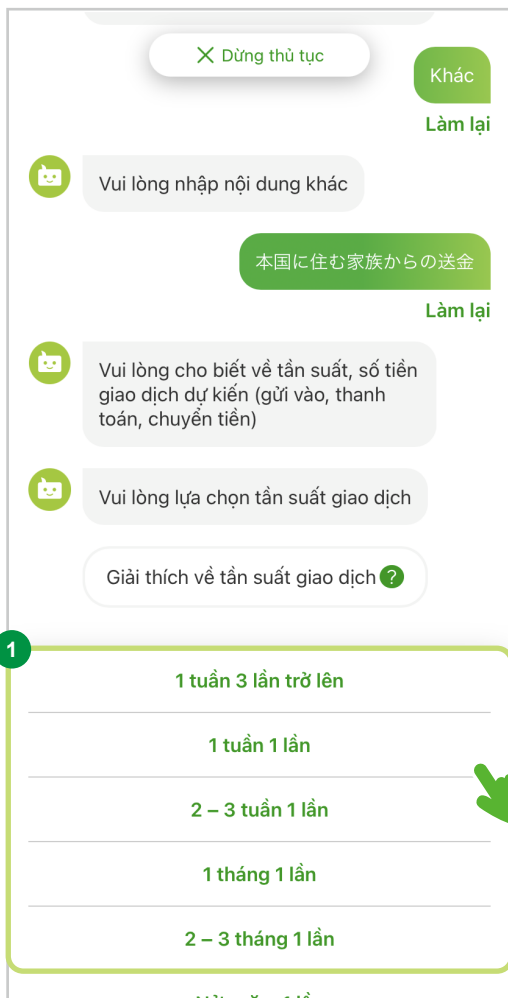 Dừng thủ tục
Khác
Làm lại
Vui lòng nhập nội dung khác
本国に住む家族からの送金
Làm lại
Vui lòng cho biết về tần suất, số tiền
giao dịch dự kiến (gửi vào, thanh
toán, chuyển tiền)
Vui lòng lựa chọn tần suất giao dịch
Giải thích về tần suất giao dịch ?
1
1 tuần 3 lần trở lên
1 tuần 1 lần
2 – 3 tuần 1 lần
1 tháng 1 lần
2 – 3 tháng 1 lần